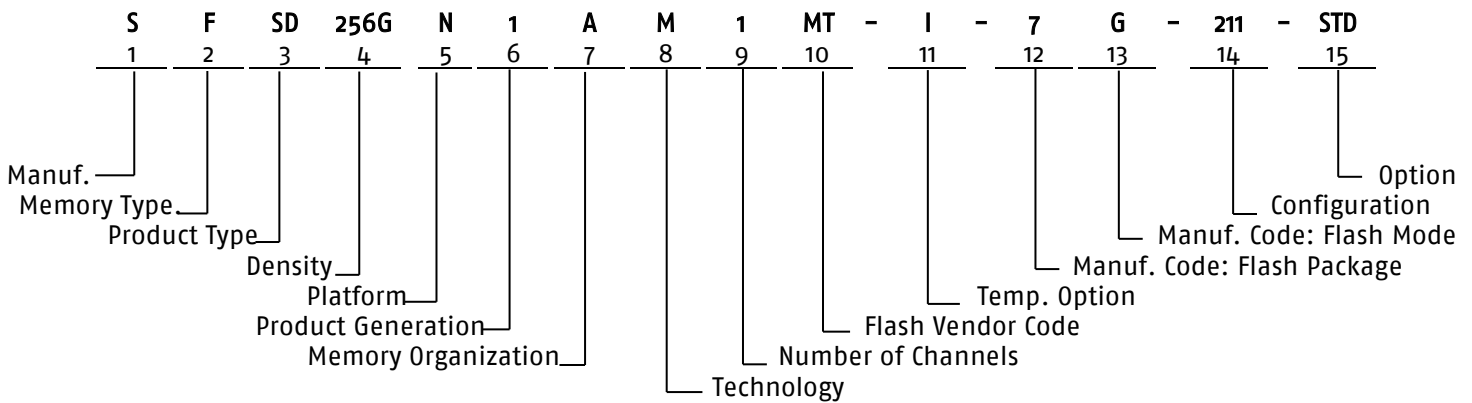 S F SD 256G N 1 A M 1 MT - I - 7 G - 211 - STD
1 2 3 4 5 6 7 8 9 10 11 12 13 14 15
Manuf. Option
Memory Type. Configuration
Product Type Manuf. Code: Flash Mode
Density Manuf. Code: Flash Package
Platform Temp. Option
Product Generation Flash Vendor Code
Memory Organization Number of Channels
Technology